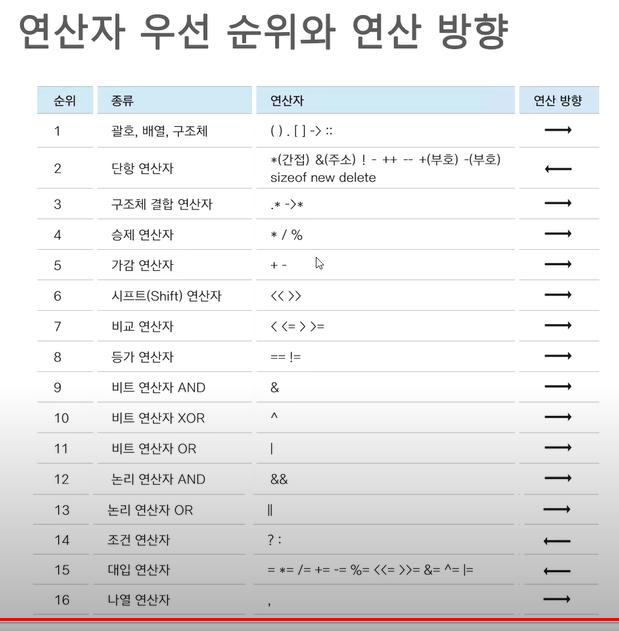 연산자 우선 순위와 연산 방향
순위 종류 연산자 연산 방향
1 괄호, 배열, 구조체 ( ) . [ ] -> :: →
2 단항 연산자 *(간접) &(주소) ! - ++ -- +(부호) -(부호)
sizeof new delete ←
3 구조체 결합 연산자 .* ->* →
4 승제 연산자 * / % →
5 가감 연산자 + - →
6 시프트(Shift) 연산자 << >> →
7 비교 연산자 < <= > >= →
8 등가 연산자 == != →
9 비트 연산자 AND & →
10 비트 연산자 XOR ^ →
11 비트 연산자 OR | →
12 논리 연산자 AND && →
13 논리 연산자 OR || →
14 조건 연산자 ? : ←
15 대입 연산자 = *= /= += -= %= <<= >>= &= ^= |= ←
16 나열 연산자 , →